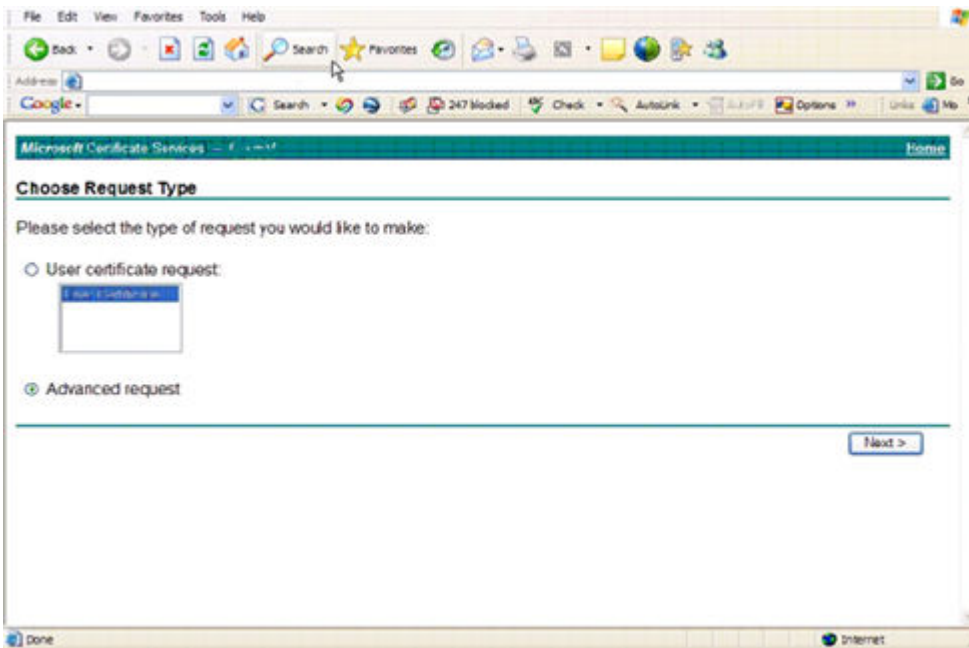 File Edit View Favorites Tools Help
Back Search Favorites
Address Go
Google Search 247 blocked Check AutoLink AutoFill Options » Links
Microsoft Certificate Services -- Home
Choose Request Type
Please select the type of request you would like to make:
User certificate request:
Advanced request
Next >
Done Internet